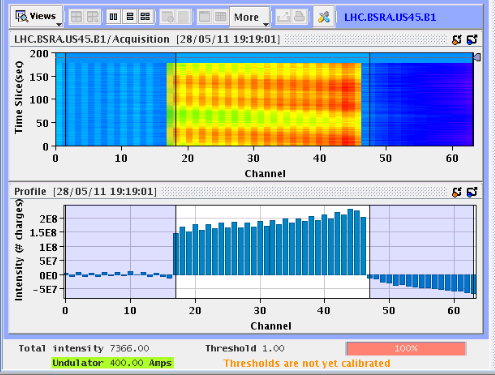 Views More LHC.BSRA.US45.B1
LHC.BSRA.US45.B1/Acquisition [28/05/11 19:19:01]
Time Slice(sec)
200
150
100
50
0
0 10 20 30 40 50 60
Channel
Profile [28/05/11 19:19:01]
Intensity (# charges)
2E8
1.5E8
1E8
5E7
0E0
-5E7
0 10 20 30 40 50 60
Channel
Total intensity 7366.00 Threshold 1.00 100%
Undulator 400.00 Amps Thresholds are not yet calibrated